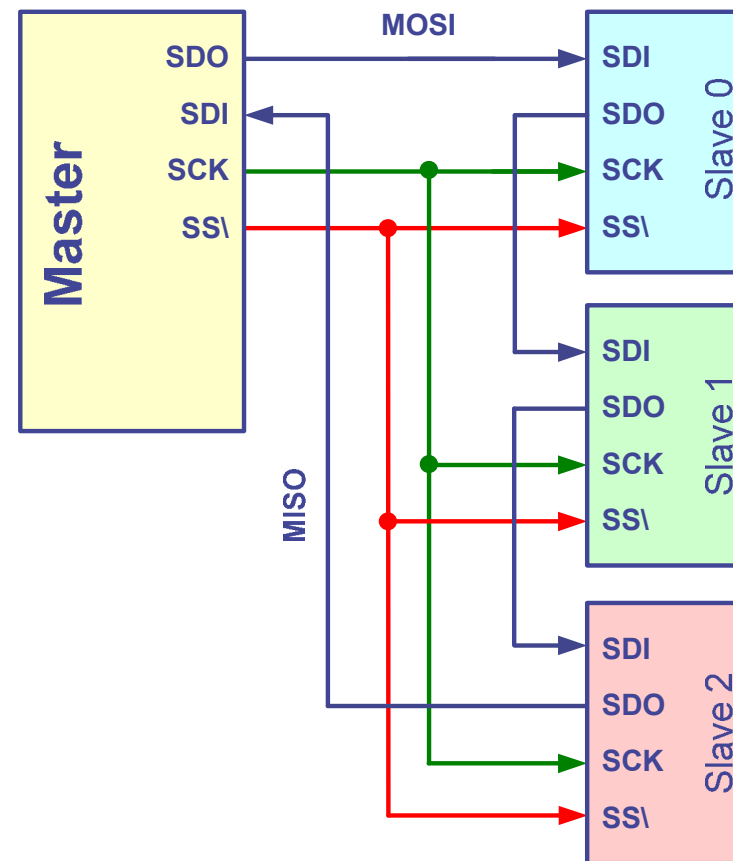 MOSI
Master
SDO
SDI
SCK
SS\
MISO
SDI
SDO
SCK
SS\
Slave 0
SDI
SDO
SCK
SS\
Slave 1
SDI
SDO
SCK
SS\
Slave 2